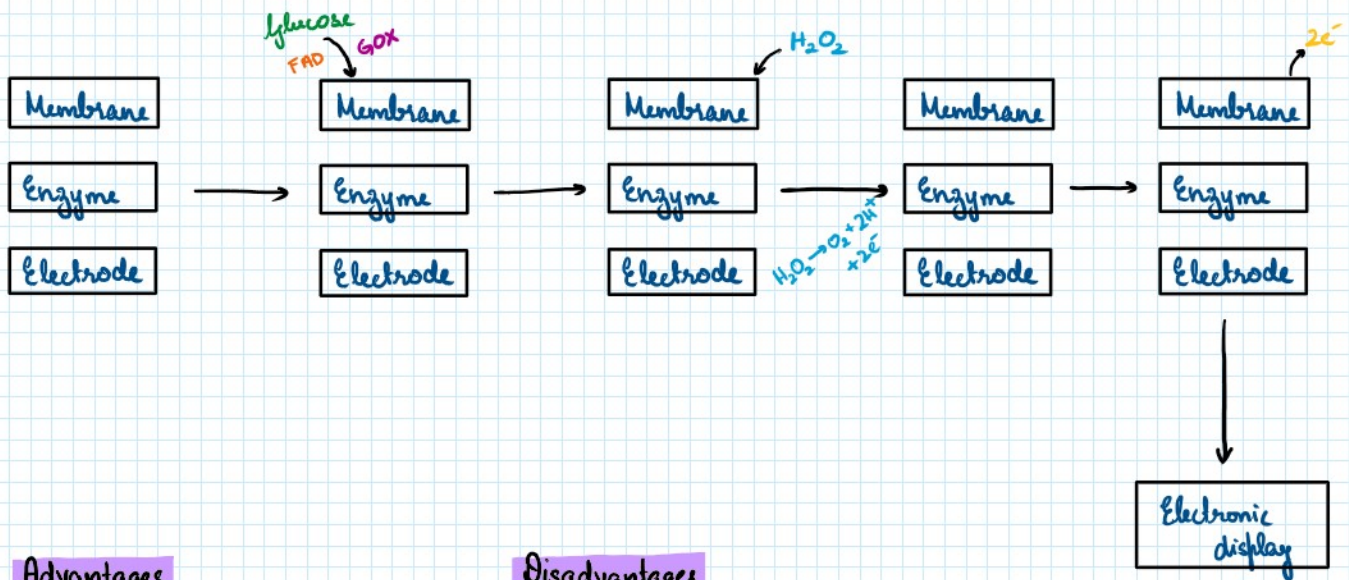 Glucose
FAD GOX
H₂O₂
2e⁻
Membrane Membrane Membrane Membrane Membrane
Enzyme Enzyme Enzyme Enzyme Enzyme
H₂O₂ → O₂ + 2H⁺
+ 2e⁻
Electrode Electrode Electrode Electrode Electrode
Electronic
display
Advantages Disadvantages